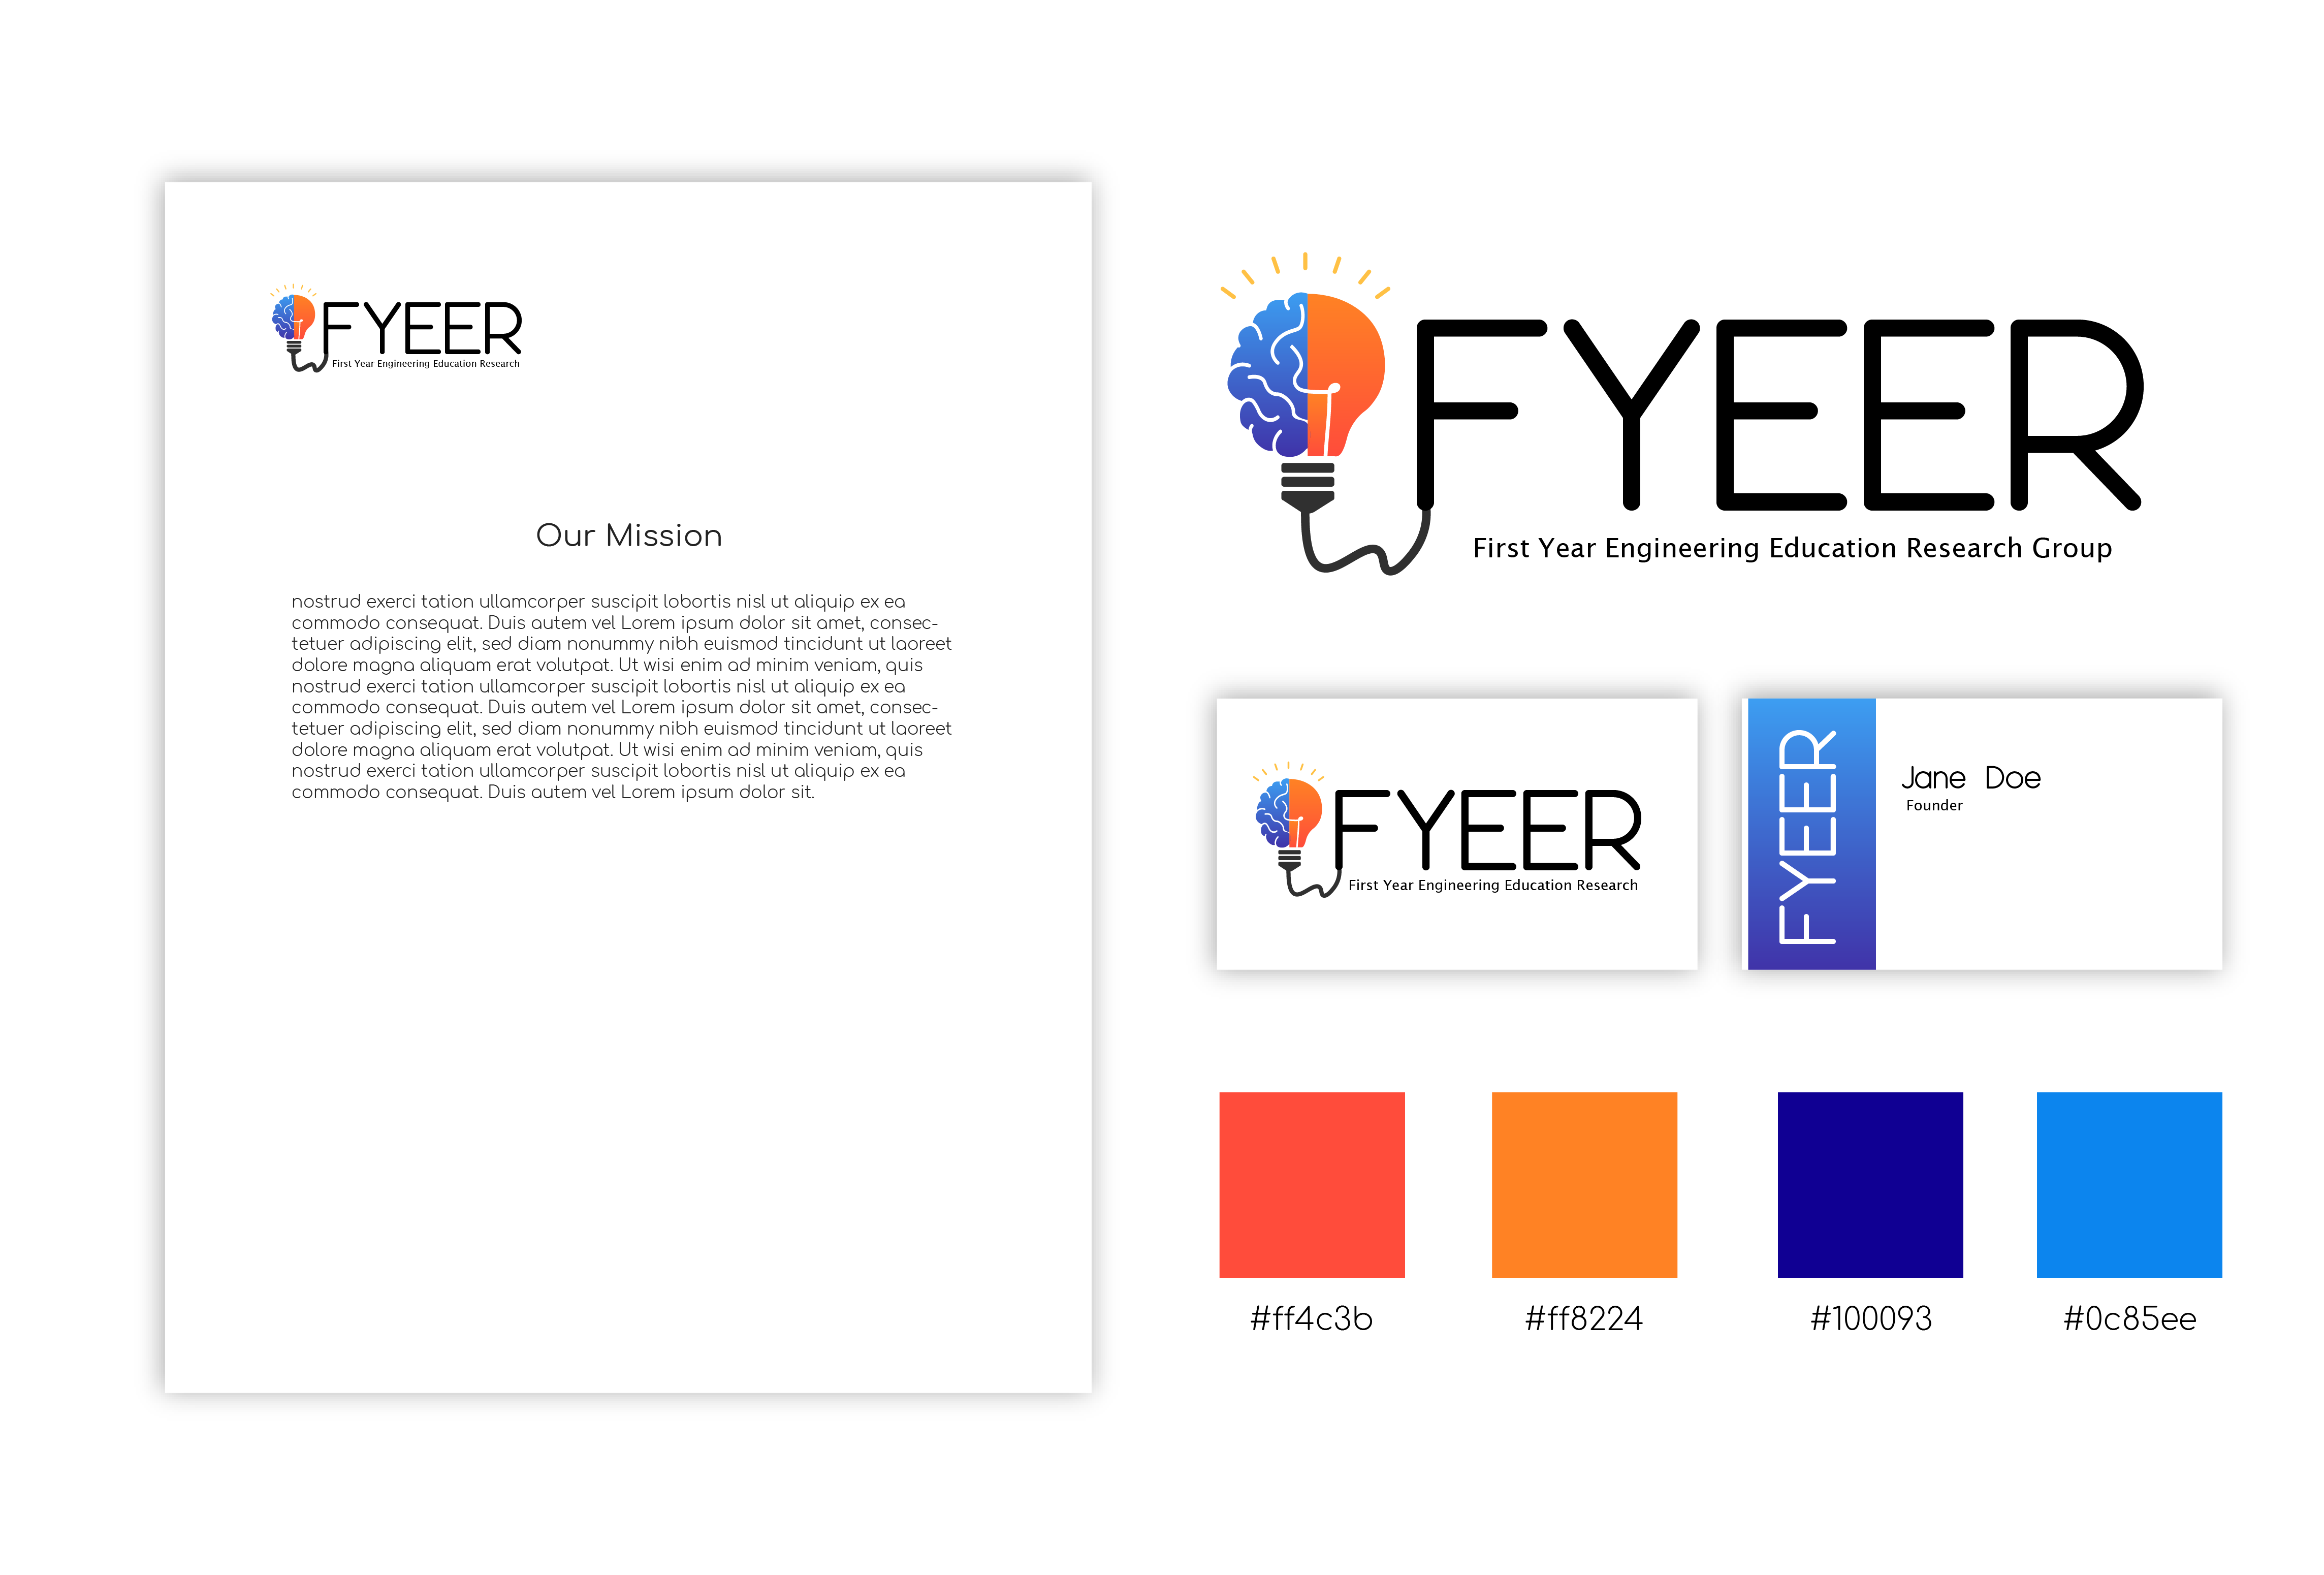 FYEER
First Year Engineering Education Research
Our Mission
nostrud exerci tation ullamcorper suscipit lobortis nisl ut aliquip ex ea
commodo consequat. Duis autem vel Lorem ipsum dolor sit amet, consec-
tetuer adipiscing elit, sed diam nonummy nibh euismod tincidunt ut laoreet
dolore magna aliquam erat volutpat. Ut wisi enim ad minim veniam, quis
nostrud exerci tation ullamcorper suscipit lobortis nisl ut aliquip ex ea
commodo consequat. Duis autem vel Lorem ipsum dolor sit amet, consec-
tetuer adipiscing elit, sed diam nonummy nibh euismod tincidunt ut laoreet
dolore magna aliquam erat volutpat. Ut wisi enim ad minim veniam, quis
nostrud exerci tation ullamcorper suscipit lobortis nisl ut aliquip ex ea
commodo consequat. Duis autem vel Lorem ipsum dolor sit.
FYEER
First Year Engineering Education Research Group
FYEER
First Year Engineering Education Research
FYEER
Jane Doe
Founder
#ff4c3b
#ff8224
#100093
#0c85ee